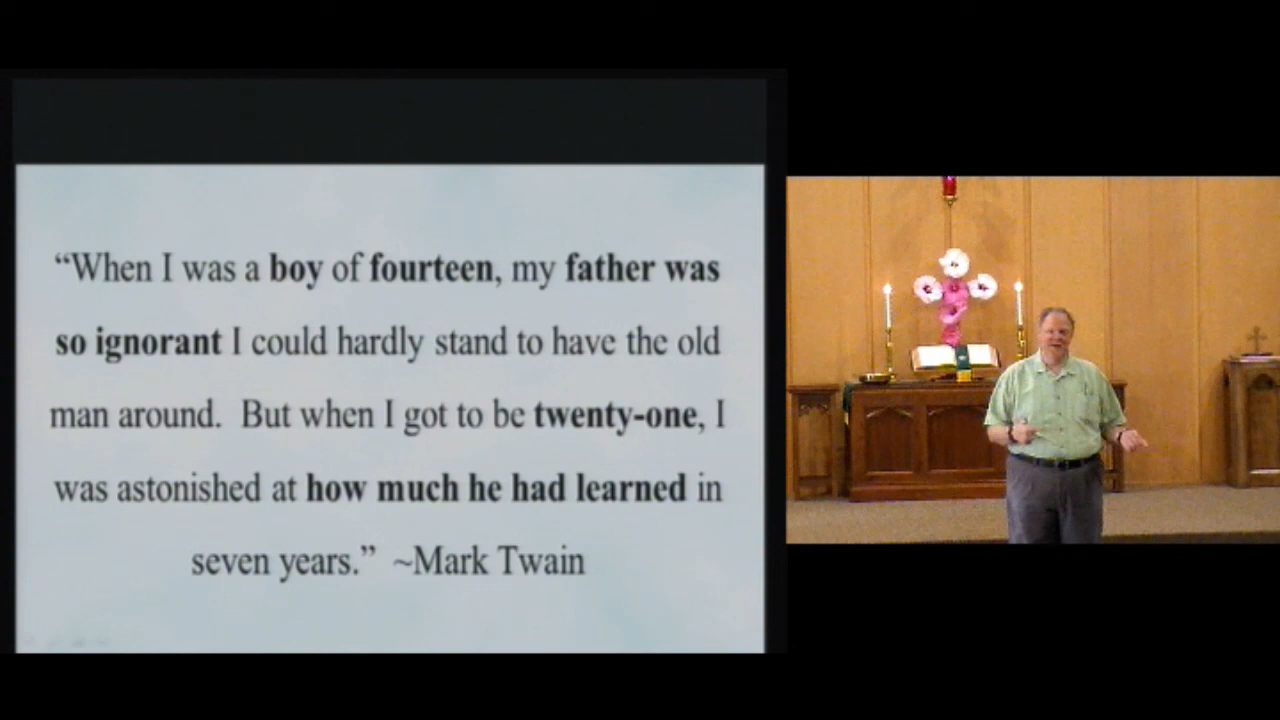 “When I was a boy of fourteen, my father was
so ignorant I could hardly stand to have the old
man around.  But when I got to be twenty-one, I
was astonished at how much he had learned in
seven years.”  ~Mark Twain